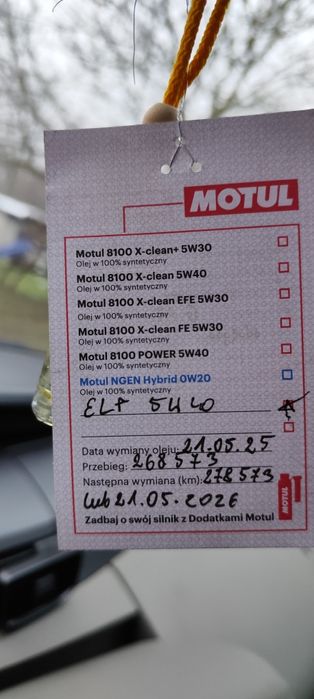 MOTUL
Motul 8100 X-clean+ 5W30
Olej w 100% syntetyczny
Motul 8100 X-clean 5W40
Olej w 100% syntetyczny
Motul 8100 X-clean EFE 5W30
Olej w 100% syntetyczny
Motul 8100 X-clean FE 5W30
Olej w 100% syntetyczny
Motul 8100 POWER 5W40
Olej w 100% syntetyczny
Motul NGEN Hybrid 0W20
Olej w 100% syntetyczny
ELF 5W40
Data wymiany oleju: 21.05.25
Przebieg: 268573
Następna wymiana (km): 278573
lub 21.05.2026
MOTUL
Zadbaj o swój silnik z Dodatkami Motul